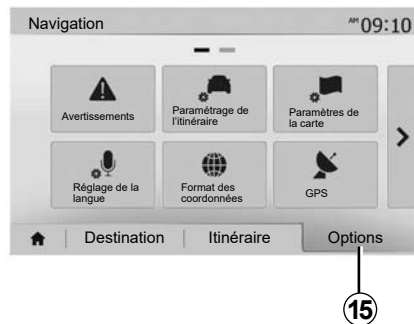 Navigation
AM 09:10
Avertissements
Paramétrage de
l'itinéraire
Paramètres de
la carte
Réglage de la
langue
Format des
coordonnées
GPS
Destination
Itinéraire
Options
15